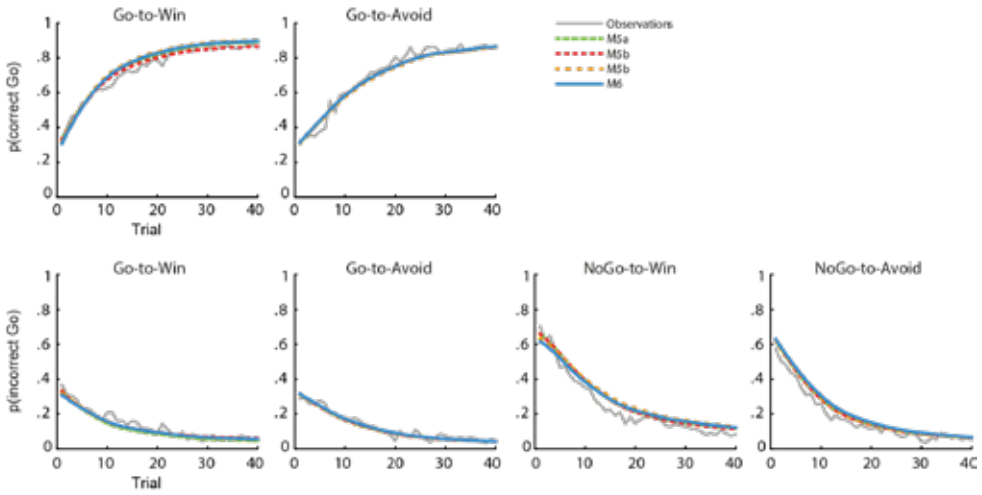 Go-to-Win
Go-to-Avoid
Observations
M5a
M5b
M5b
M6
p(correct Go)
1
.8
.6
.4
.2
0
0 10 20 30 40
Trial
1
.8
.6
.4
.2
0
0 10 20 30 40
Go-to-Win
Go-to-Avoid
NoGo-to-Win
NoGo-to-Avoid
p(incorrect Go)
1
.8
.6
.4
.2
0
0 10 20 30 40
Trial
1
.8
.6
.4
.2
0
0 10 20 30 40
1
.8
.6
.4
.2
0
0 10 20 30 40
1
.8
.6
.4
.2
0
0 10 20 30 40